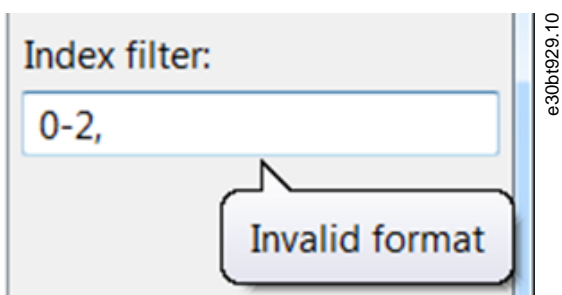 Index filter:
0-2,
Invalid format
e30bt929.10